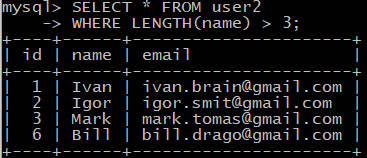 mysql> SELECT * FROM user2
    -> WHERE LENGTH(name) > 3;
+----+------+----------------------+
| id | name | email                |
+----+------+----------------------+
|  1 | Ivan | ivan.brain@gmail.com |
|  2 | Igor | igor.smit@gmail.com  |
|  3 | Mark | mark.tomas@gmail.com |
|  6 | Bill | bill.drago@gmail.com |
+----+------+----------------------+